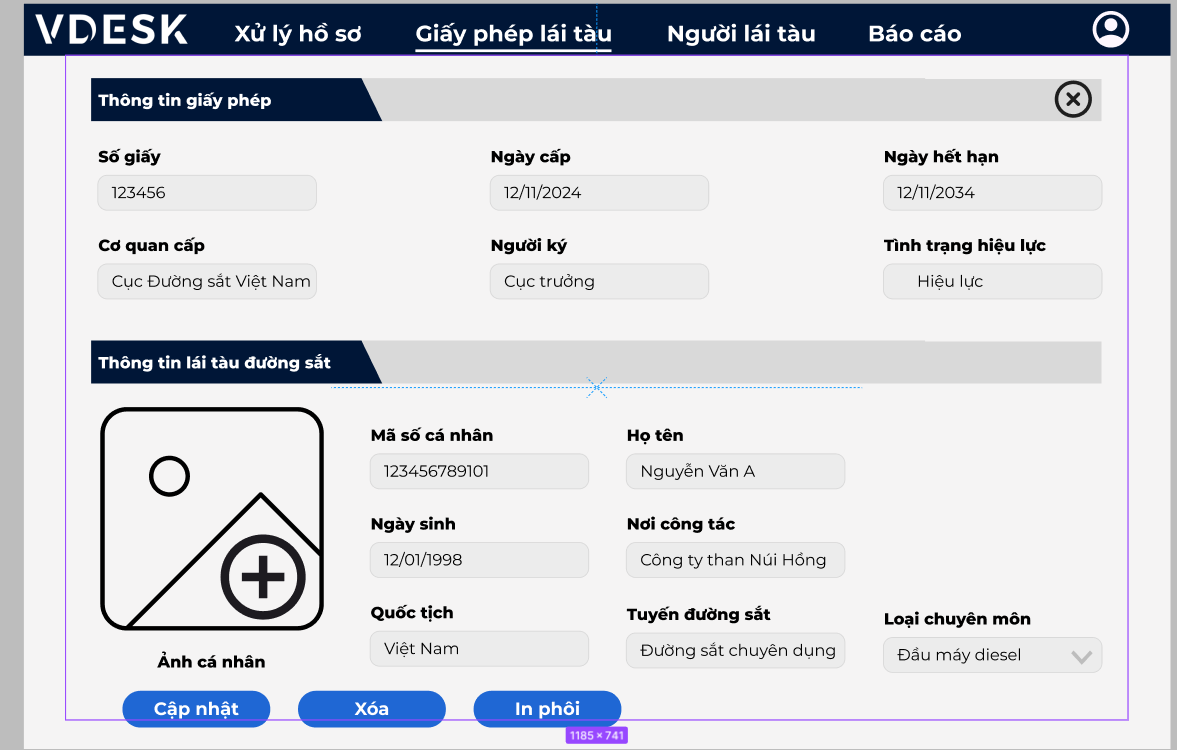 VDESK Xử lý hồ sơ Giấy phép lái tàu Người lái tàu Báo cáo
Thông tin giấy phép
Số giấy Ngày cấp Ngày hết hạn
123456 12/11/2024 12/11/2034
Cơ quan cấp Người ký Tình trạng hiệu lực
Cục Đường sắt Việt Nam Cục trưởng Hiệu lực
Thông tin lái tàu đường sắt
Mã số cá nhân Họ tên
123456789101 Nguyễn Văn A
Ngày sinh Nơi công tác
12/01/1998 Công ty than Núi Hồng
Quốc tịch Tuyến đường sắt Loại chuyên môn
Việt Nam Đường sắt chuyên dụng Đầu máy diesel
Ảnh cá nhân
Cập nhật Xóa In phôi
1185 × 741